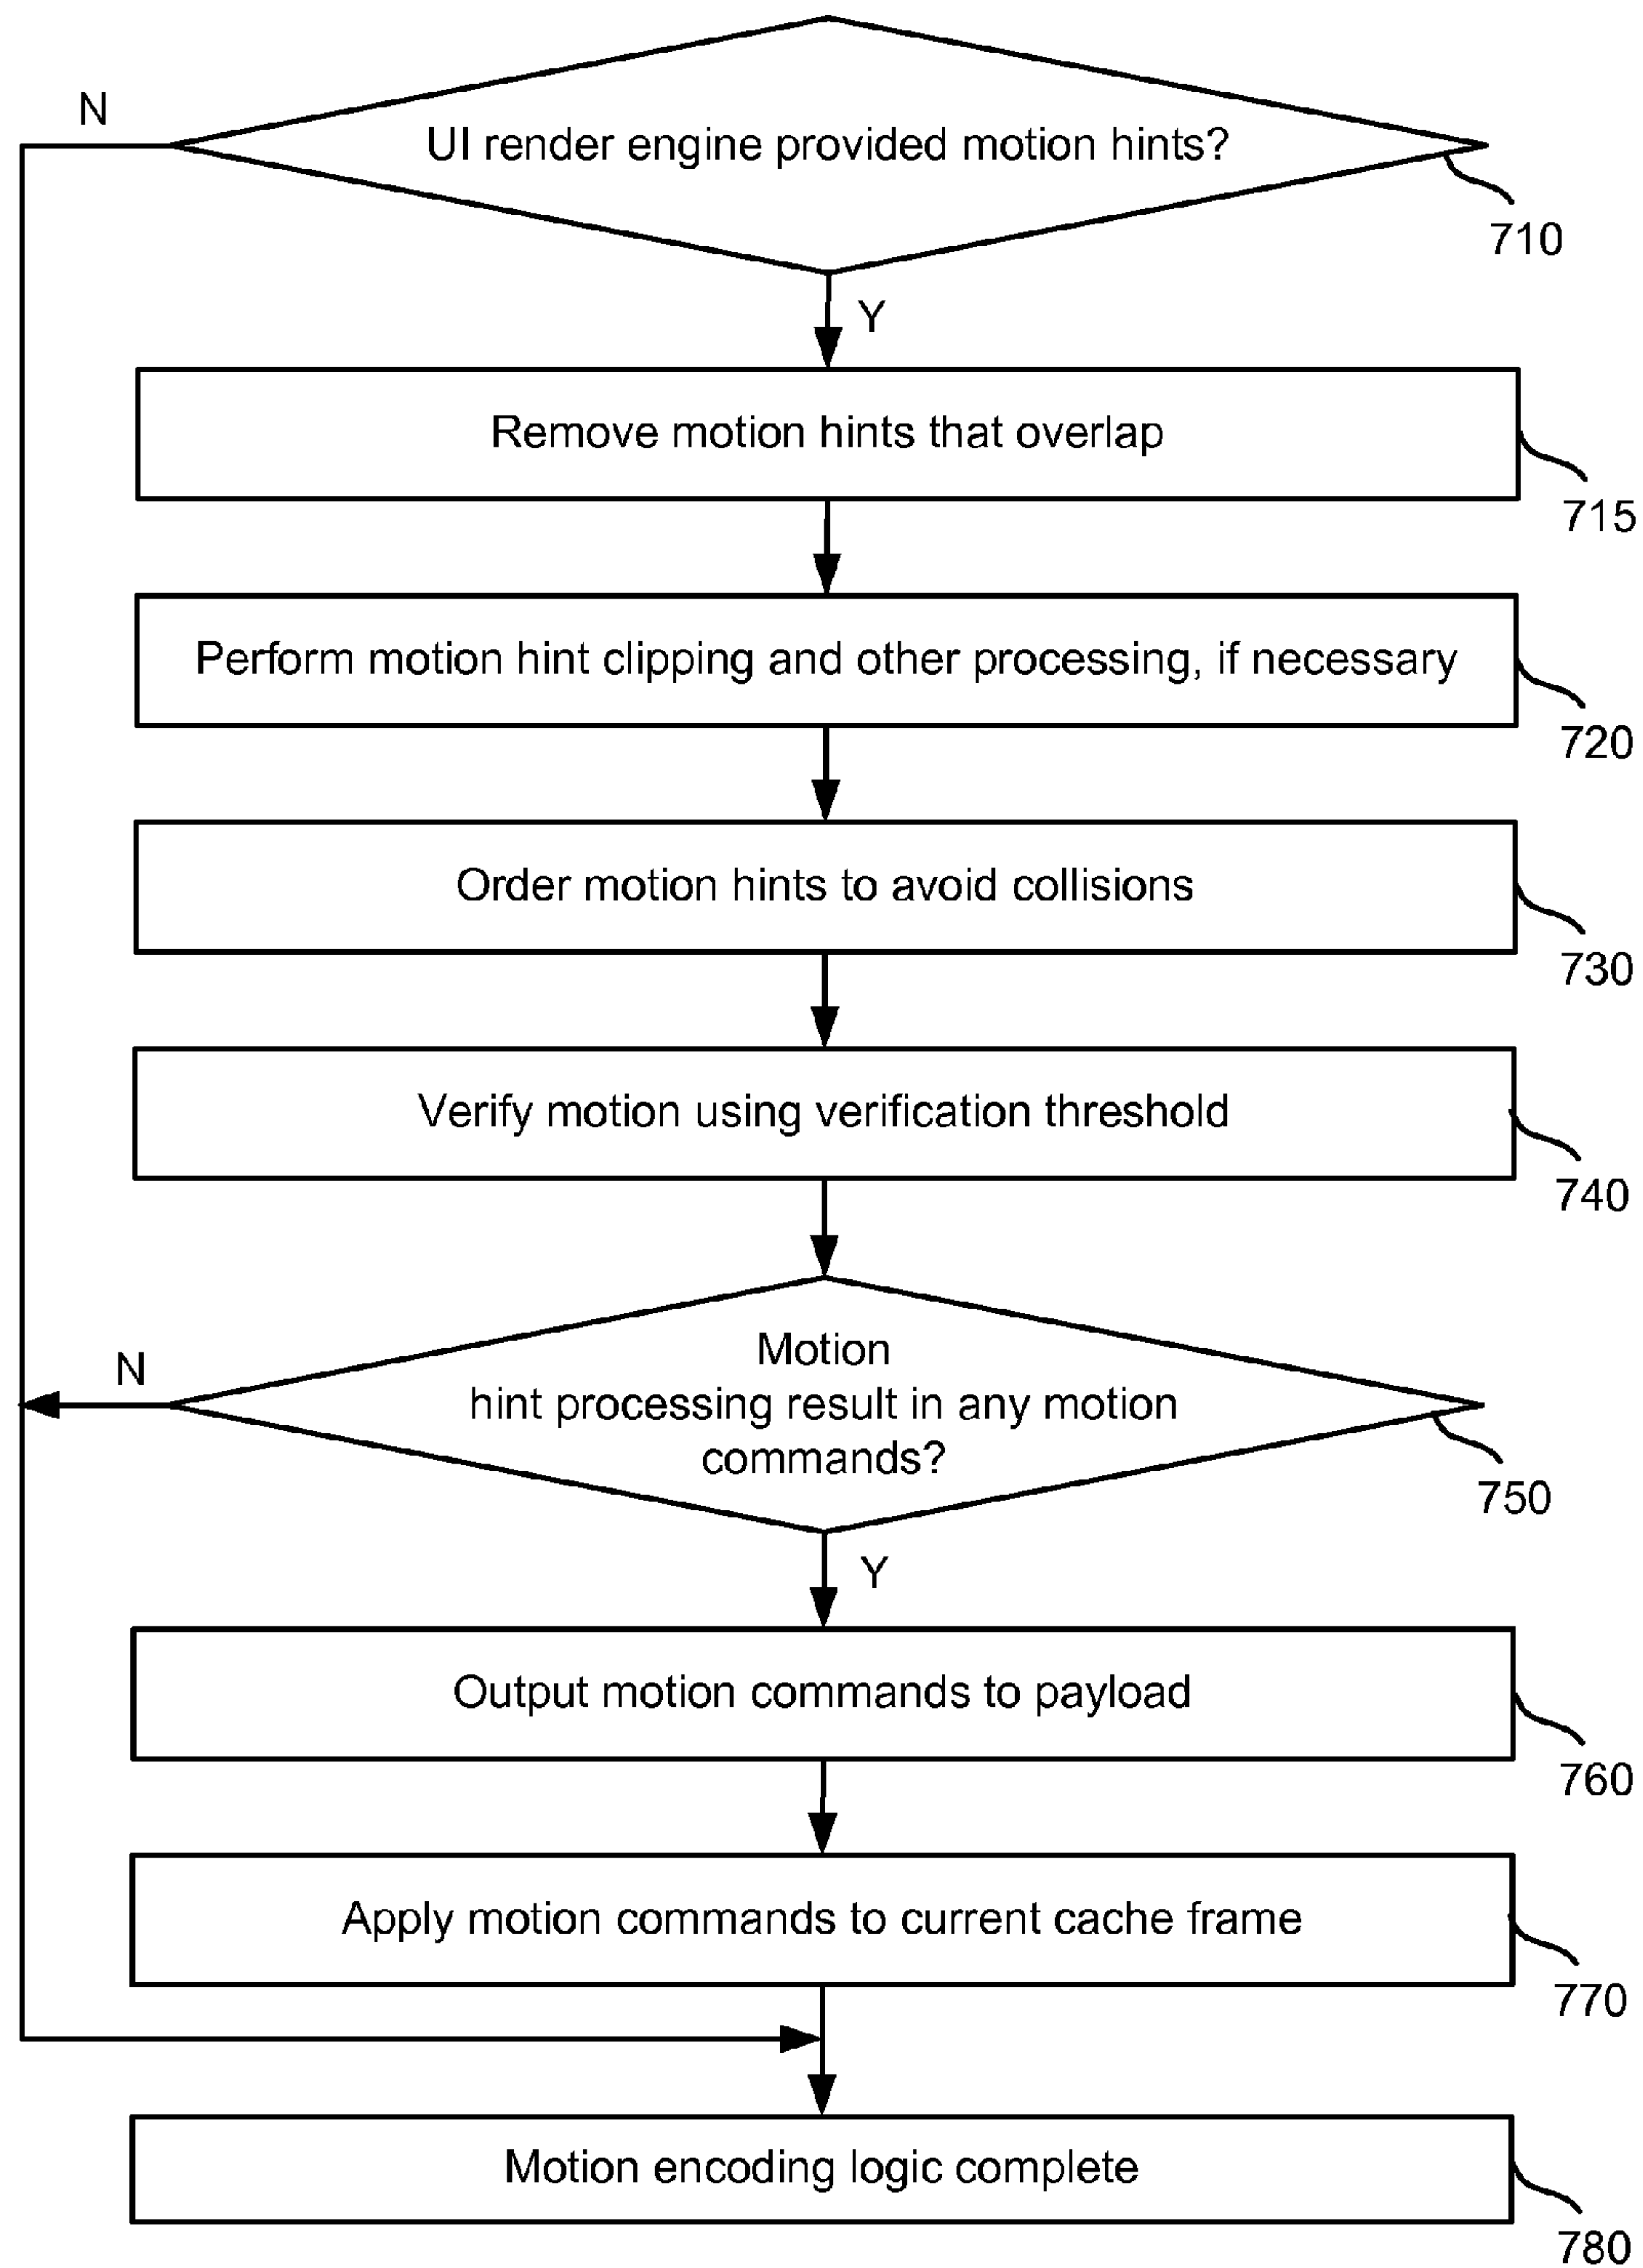 N
UI render engine provided motion hints?
710
Y
Remove motion hints that overlap
715
Perform motion hint clipping and other processing, if necessary
720
Order motion hints to avoid collisions
730
Verify motion using verification threshold
740
N
Motion
hint processing result in any motion
commands?
750
Y
Output motion commands to payload
760
Apply motion commands to current cache frame
770
Motion encoding logic complete
780